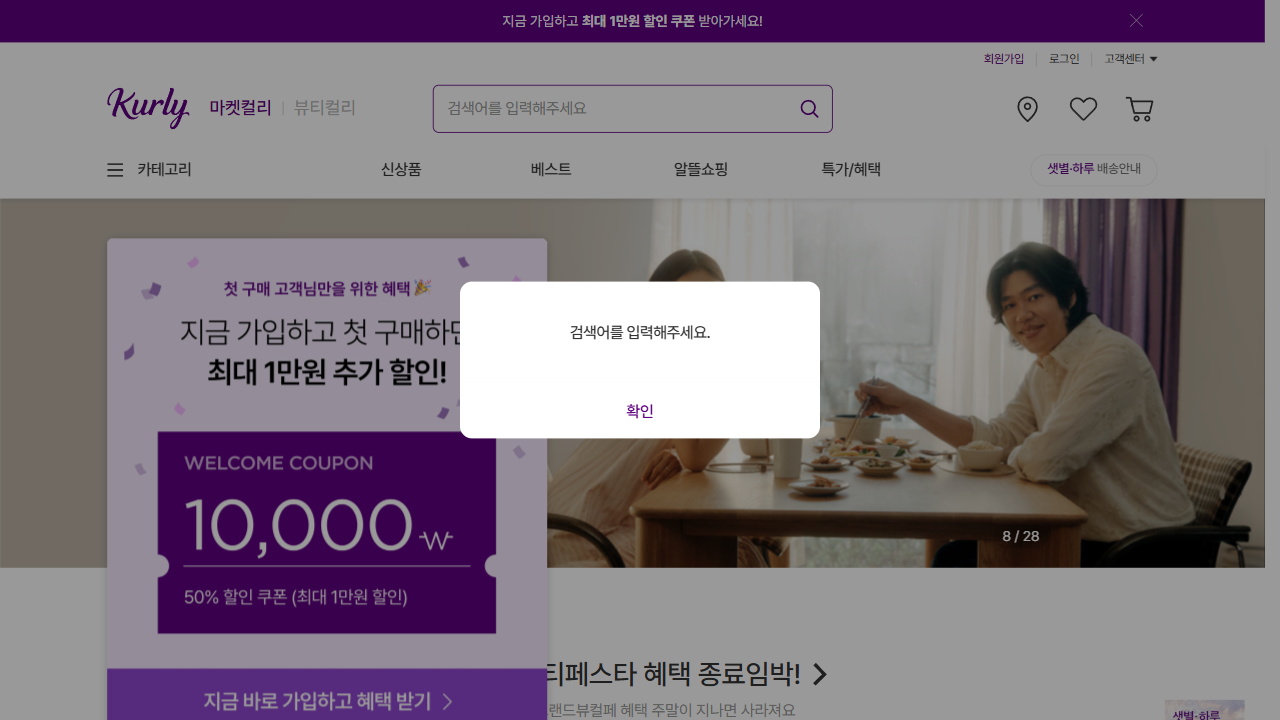 지금 가입하고 최대 1만원 할인 쿠폰 받아가세요!
회원가입
로그인
고객센터
Kurly
마켓컬리
뷰티컬리
검색어를 입력해주세요
카테고리
신상품
베스트
알뜰쇼핑
특가/혜택
샛별·하루 배송안내
첫 구매 고객님만을 위한 혜택
지금 가입하고 첫 구매하면
최대 1만원 추가 할인!
WELCOME COUPON
10,000₩
50% 할인 쿠폰 (최대 1만원 할인)
지금 바로 가입하고 혜택 받기
검색어를 입력해주세요.
확인
8 / 28
티페스타 혜택 종료임박!
랜드뷰컬페 혜택 주말이 지나면 사라져요
샛별·하루